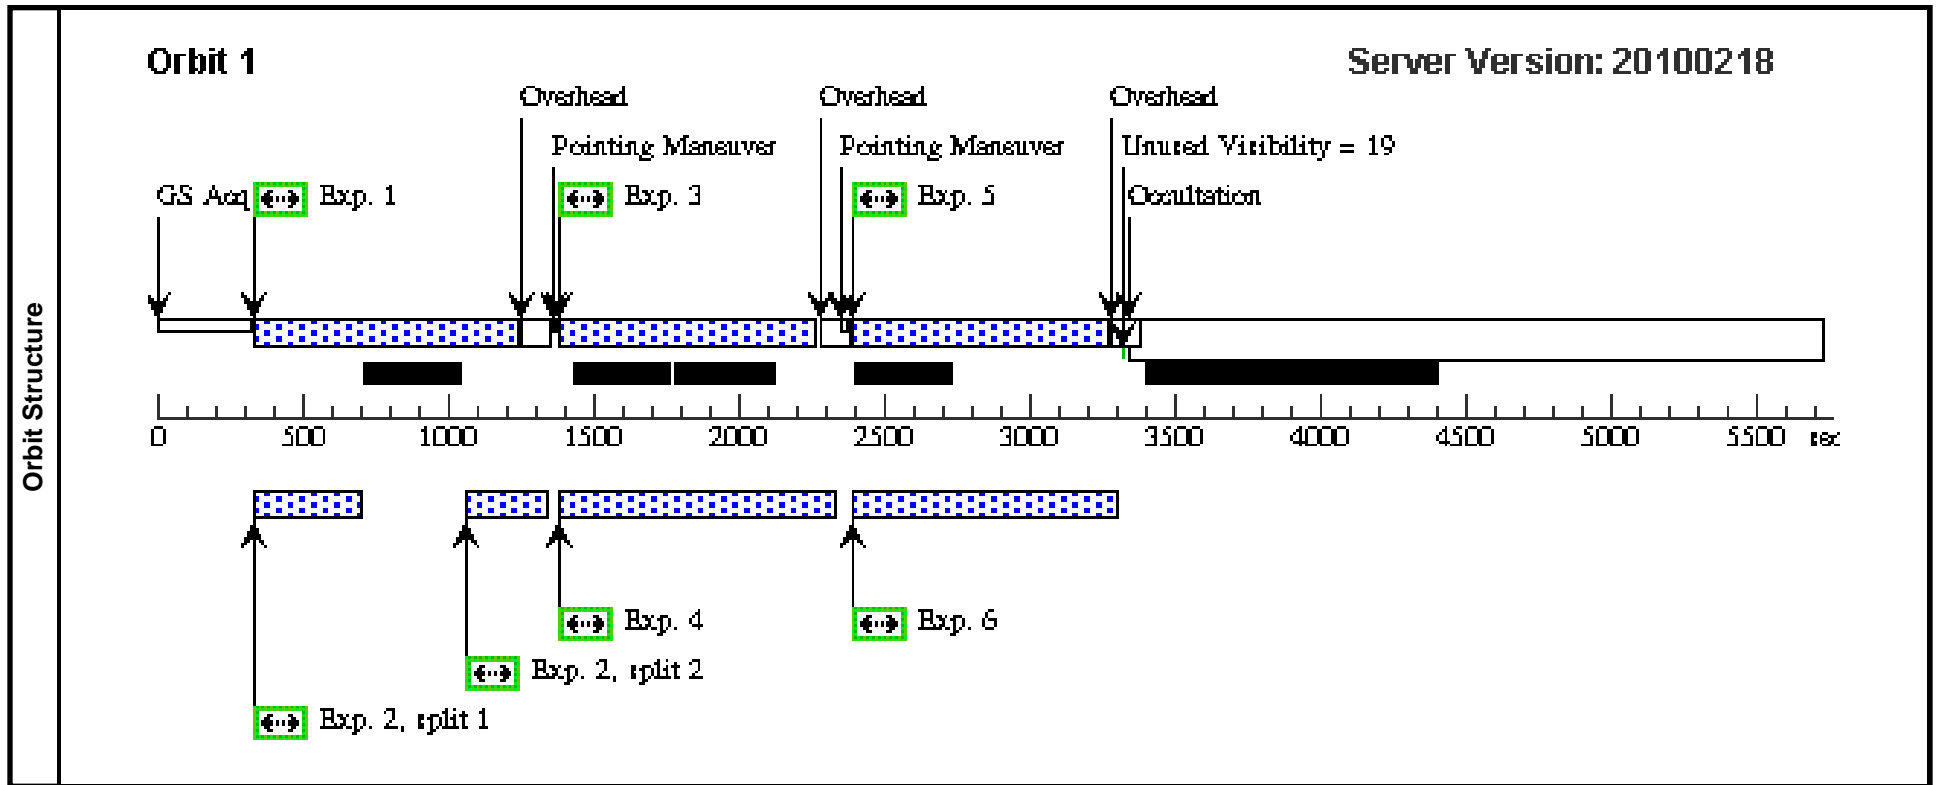 Orbit Structure
Orbit 1
Server Version: 20100218
Overhead
Overhead
Overhead
Pointing Maneuver
Pointing Maneuver
Unused Visibility = 19
GS Acq
Exp. 1
Exp. 3
Exp. 5
Occultation
0 500 1000 1500 2000 2500 3000 3500 4000 4500 5000 5500 sec
Exp. 4
Exp. 6
Exp. 2, split 2
Exp. 2, split 1